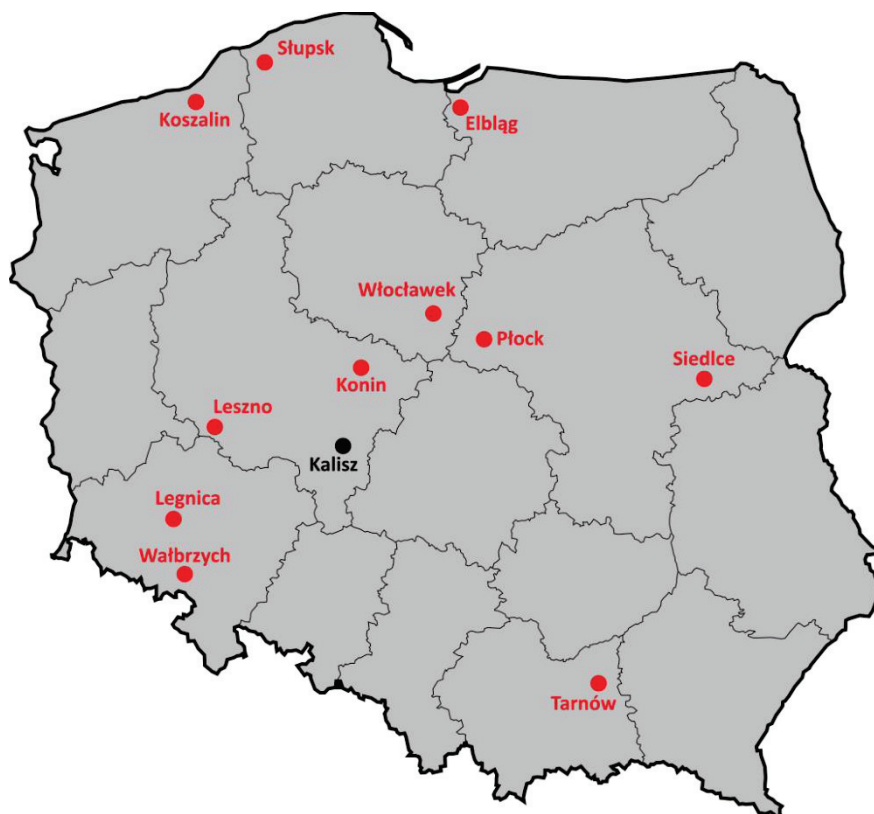 Słupsk
Koszalin
Elbląg
Włocławek
Płock
Siedlce
Konin
Leszno
Kalisz
Legnica
Wałbrzych
Tarnów